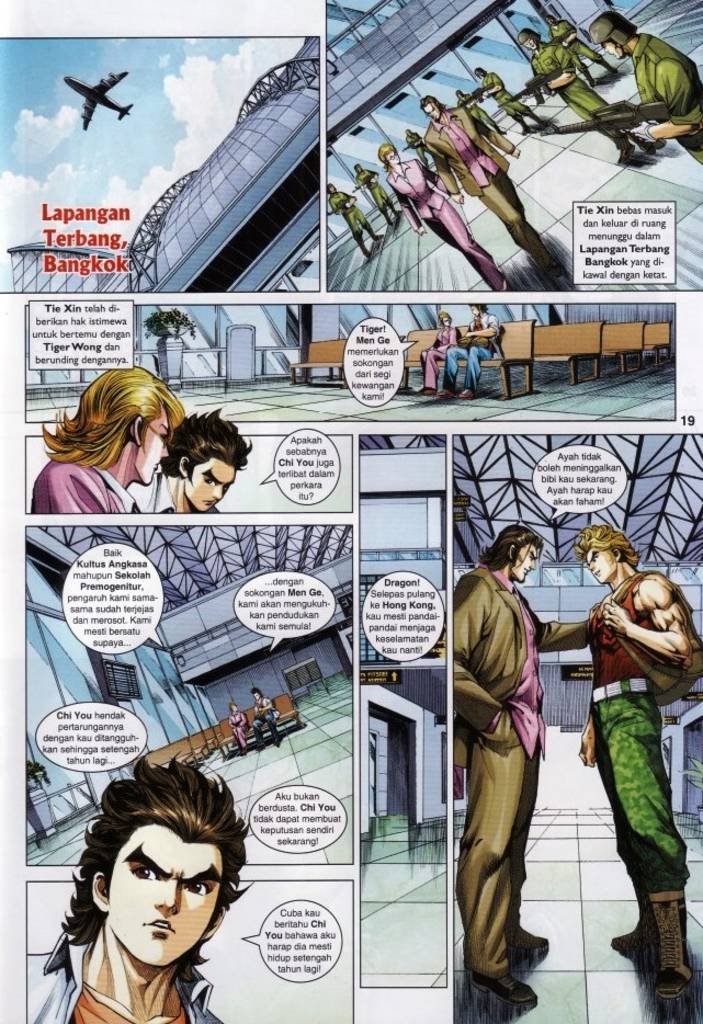 Lapangan
Terbang,
Bangkok
Tie Xin bebas masuk
dan keluar di ruang
menunggu dalam
Lapangan Terbang
Bangkok yang di-
kawal dengan ketat.
Tie Xin telah di-
berikan hak istimewa
untuk bertemu dengan
Tiger Wong dan
berunding dengannya.
Tiger!
Men Ge
memerlukan
sokongan
dari segi
kewangan
kami!
19
Apakah
sebabnya
Chi You juga
terlibat dalam
perkara
itu?
Baik
Kultus Angkasa
mahupun Sekolah
Premogenitur,
pengaruh kami sama-
sama sudah terjejas
dan merosot. Kami
mesti bersatu
supaya...
...dengan
sokongan Men Ge,
kami akan mengukuh-
kan pendudukan
kami semula!
Chi You hendak
pertarungannya
dengan kau ditangguh-
kan sehingga setengah
tahun lagi...
Aku bukan
berdusta. Chi You
tidak dapat membuat
keputusan sendiri
sekarang!
Cuba kau
beritahu Chi
You bahawa aku
harap dia mesti
hidup setengah
tahun lagi!
Dragon!
Selepas pulang
ke Hong Kong,
kau mesti pandai-
pandai menjaga
keselamatan
kau nanti!
Ayah tidak
boleh meninggalkan
bibi kau sekarang.
Ayah harap kau
akan faham!